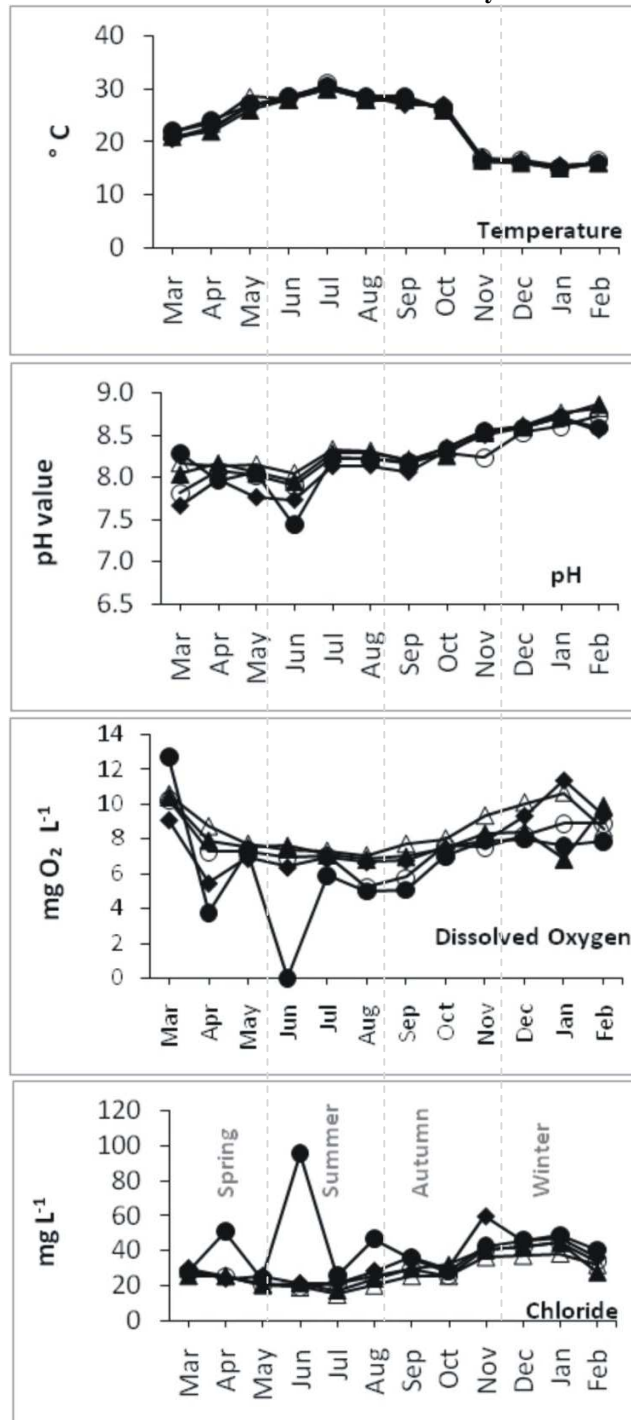 40
30
20
10
0
° C
Temperature
Mar Apr May Jun Jul Aug Sep Oct Nov Dec Jan Feb
9.0
8.5
8.0
7.5
7.0
6.5
pH value
pH
Mar Apr May Jun Jul Aug Sep Oct Nov Dec Jan Feb
14
12
10
8
6
4
2
0
mg O₂ L⁻¹
Dissolved Oxygen
Mar Apr May Jun Jul Aug Sep Oct Nov Dec Jan Feb
120
100
80
60
40
20
0
mg L⁻¹
Spring Summer Autumn Winter
Chloride
Mar Apr May Jun Jul Aug Sep Oct Nov Dec Jan Feb